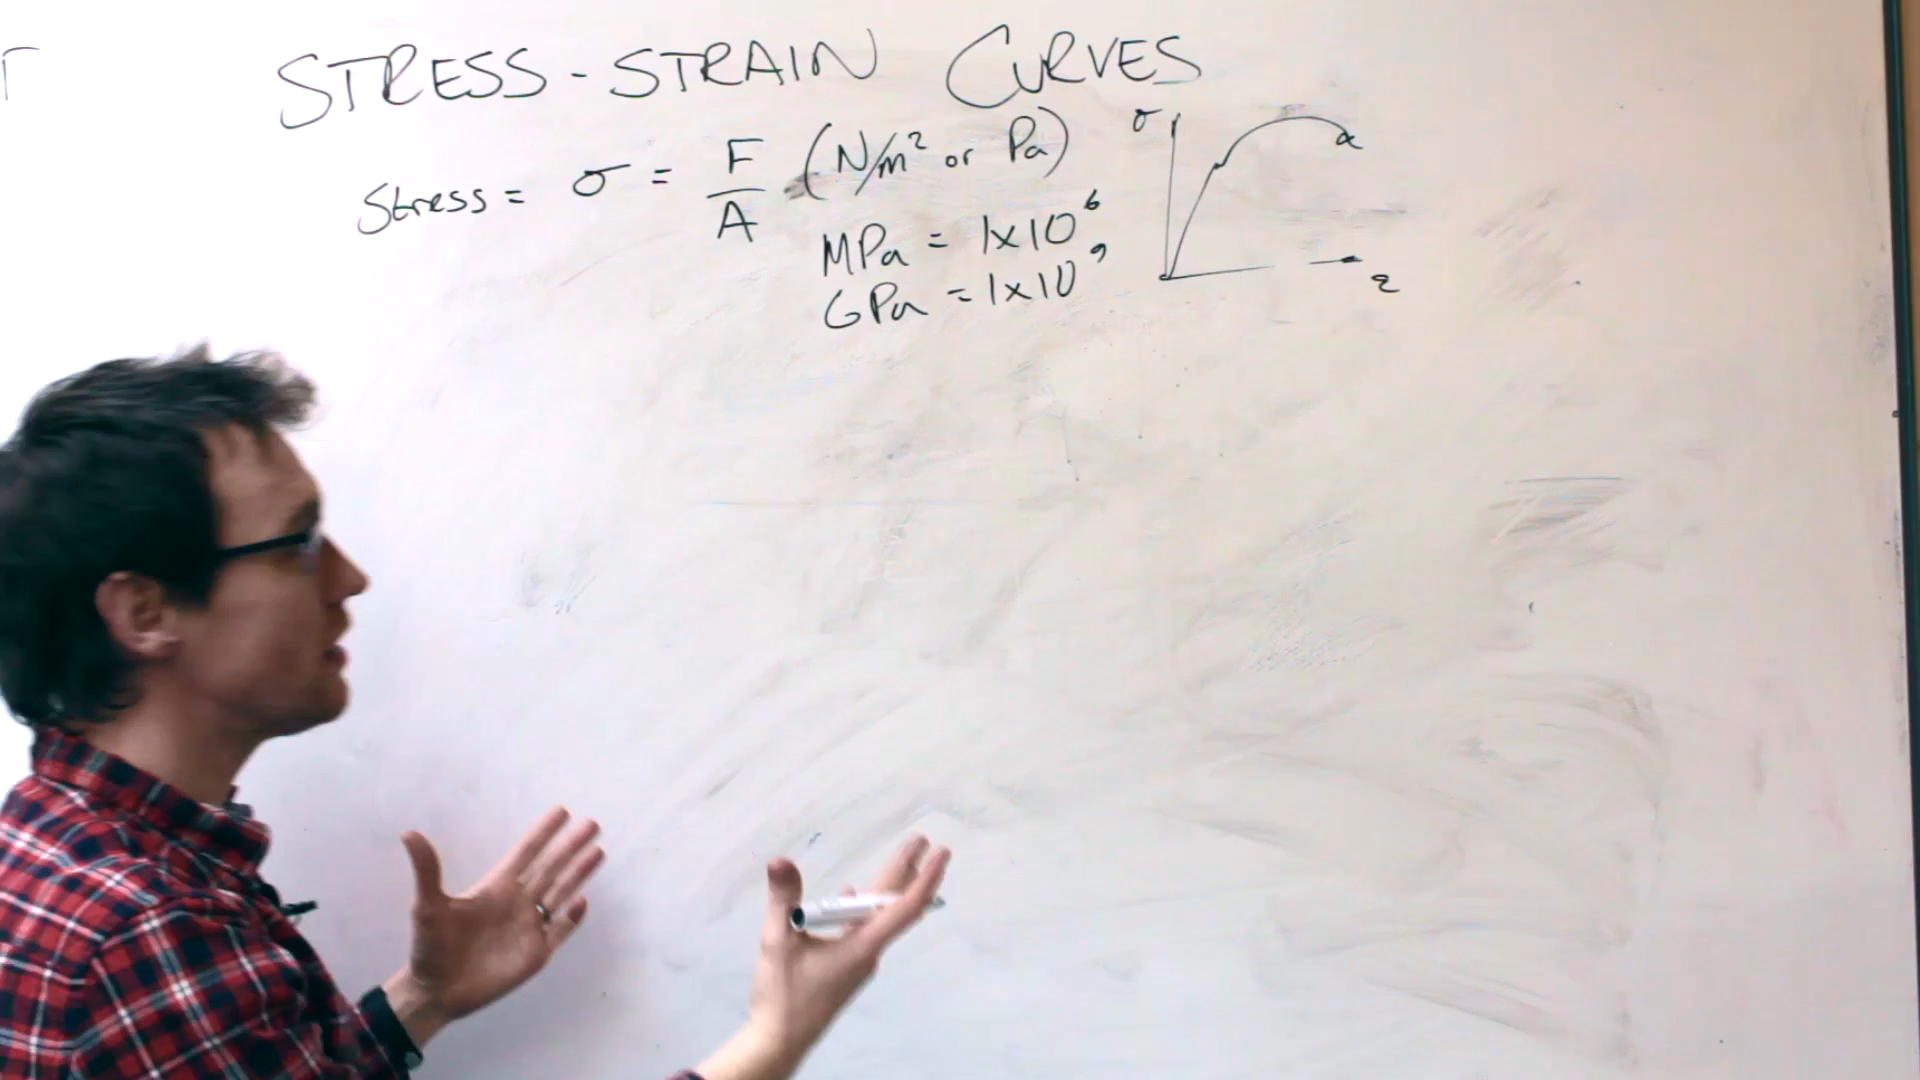 STRESS - STRAIN CURVES
Stress = σ = F/A (N/m² or Pa)
MPa = 1x10⁶
GPa = 1x10⁹
σ
ε